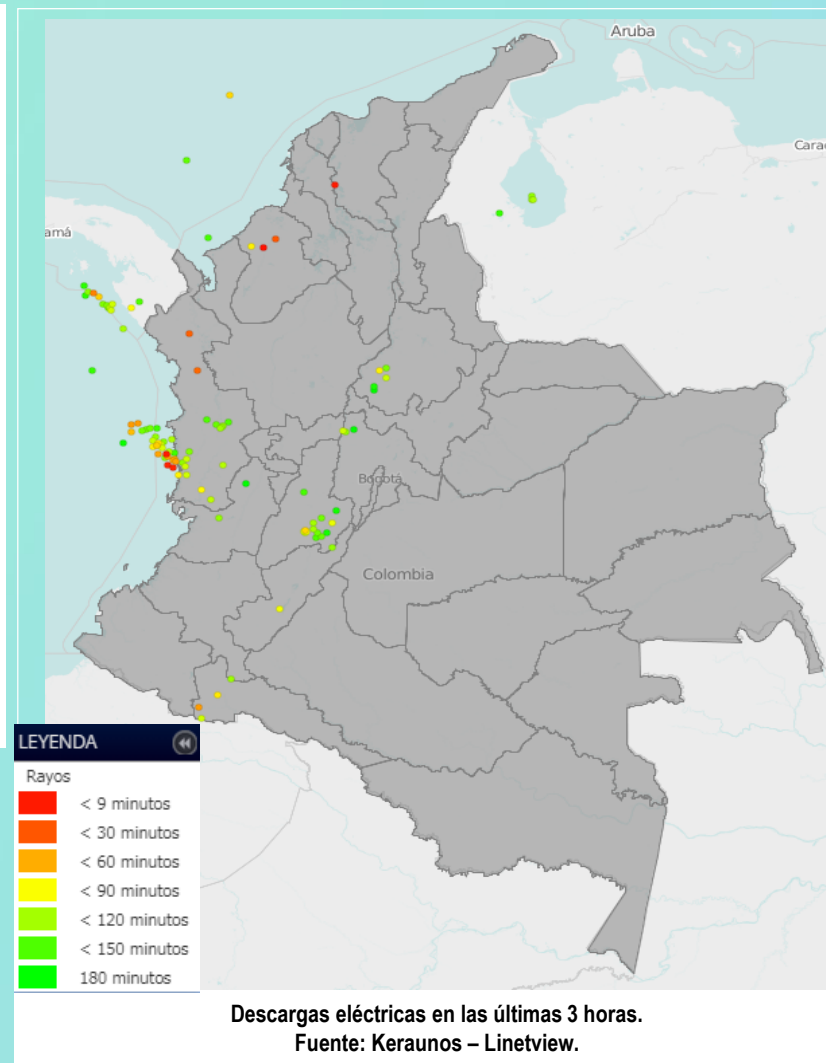 Aruba
Cara
amá
Bogotá
Colombia
LEYENDA
Rayos
< 9 minutos
< 30 minutos
< 60 minutos
< 90 minutos
< 120 minutos
< 150 minutos
180 minutos
Descargas eléctricas en las últimas 3 horas.
Fuente: Keraunos – Linetview.